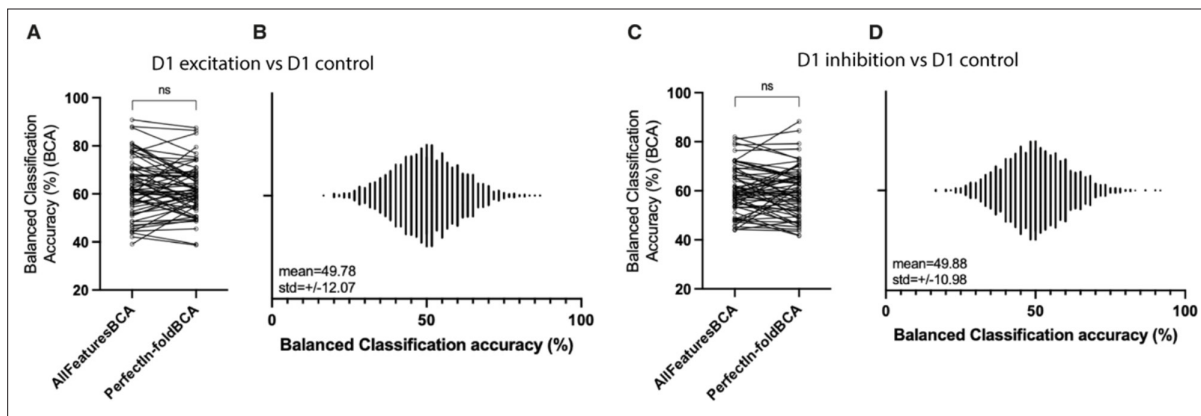 A
B
D1 excitation vs D1 control
ns
Balanced Classification
Accuracy (%) (BCA)
100
80
60
40
20
AllFeaturesBCA
PerfectIn-foldBCA
mean=49.78
std=+/-12.07
0
50
100
Balanced Classification accuracy (%)
C
D
D1 inhibition vs D1 control
ns
Balanced Classification
Accuracy (%) (BCA)
100
80
60
40
20
AllFeaturesBCA
PerfectIn-foldBCA
mean=49.88
std=+/-10.98
0
50
100
Balanced Classification accuracy (%)